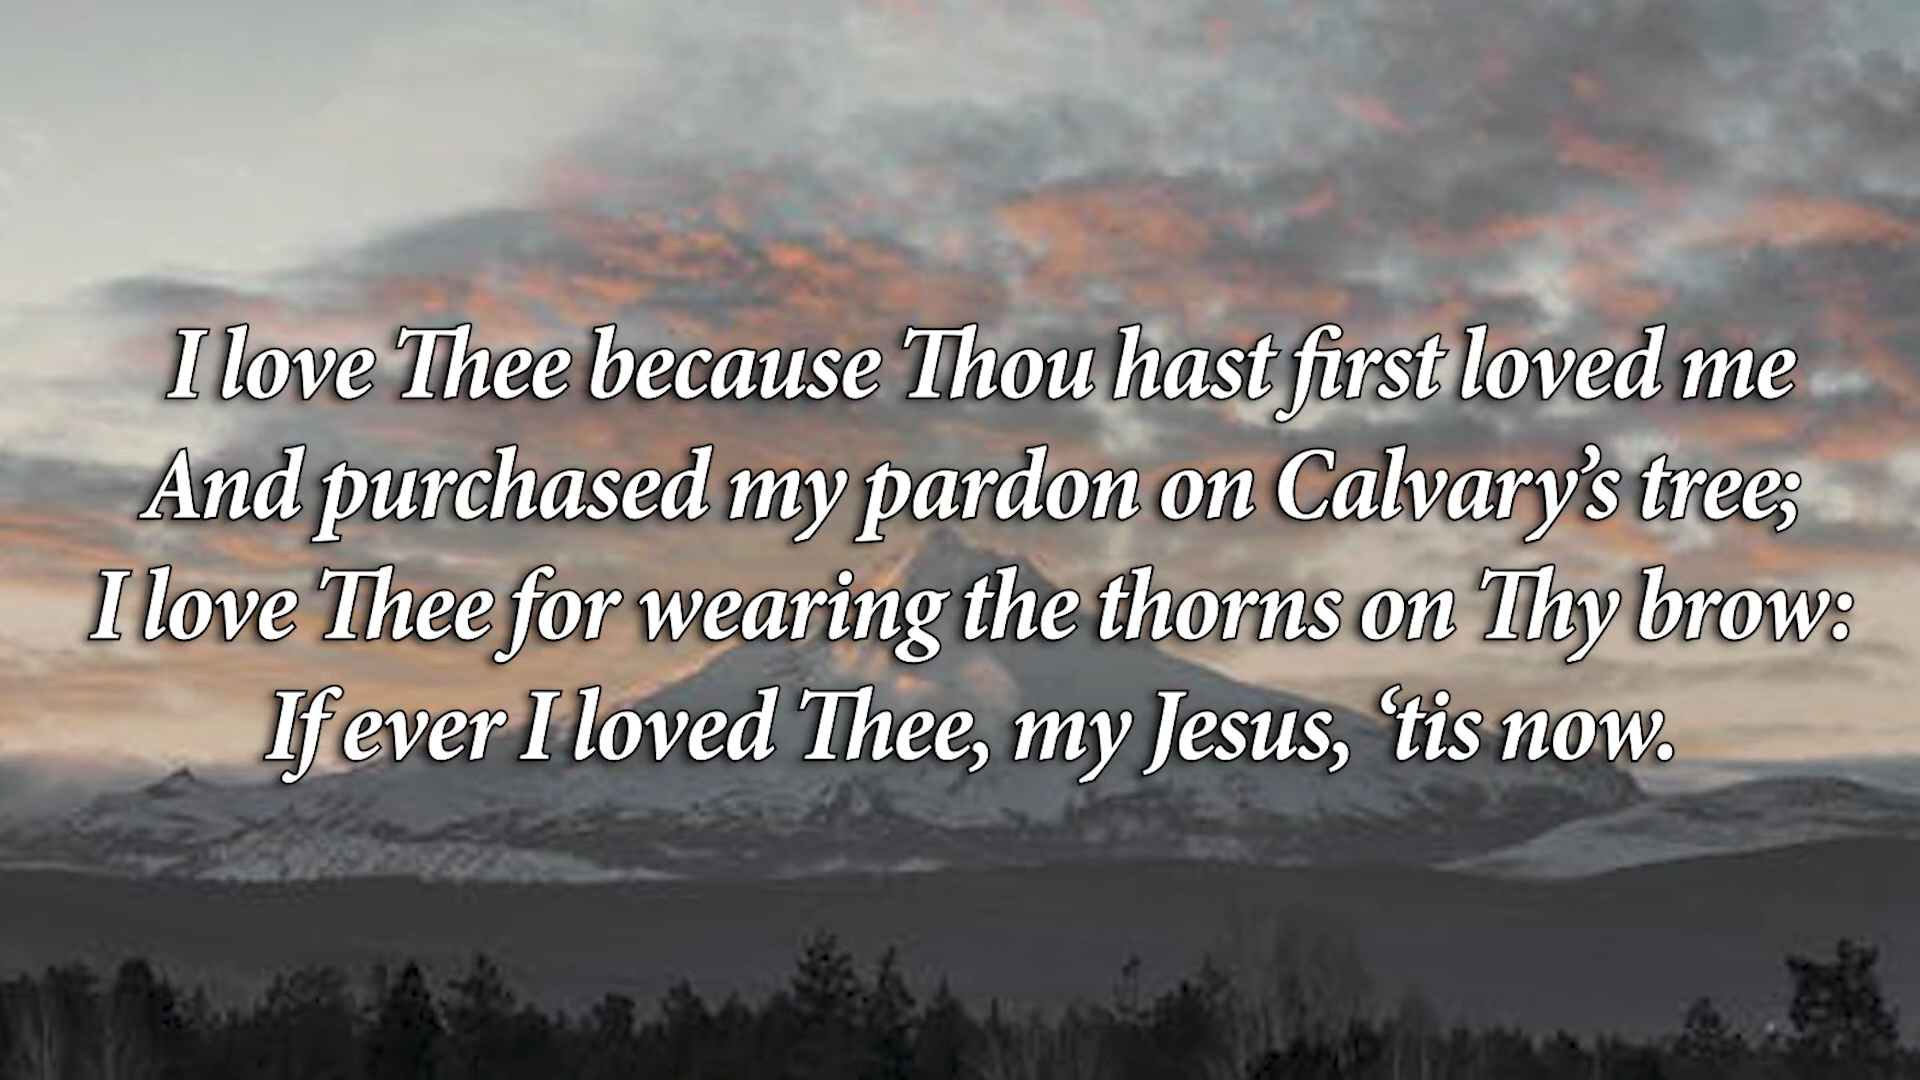 I love Thee because Thou hast first loved me
And purchased my pardon on Calvary’s tree;
I love Thee for wearing the thorns on Thy brow:
If ever I loved Thee, my Jesus, ‘tis now.